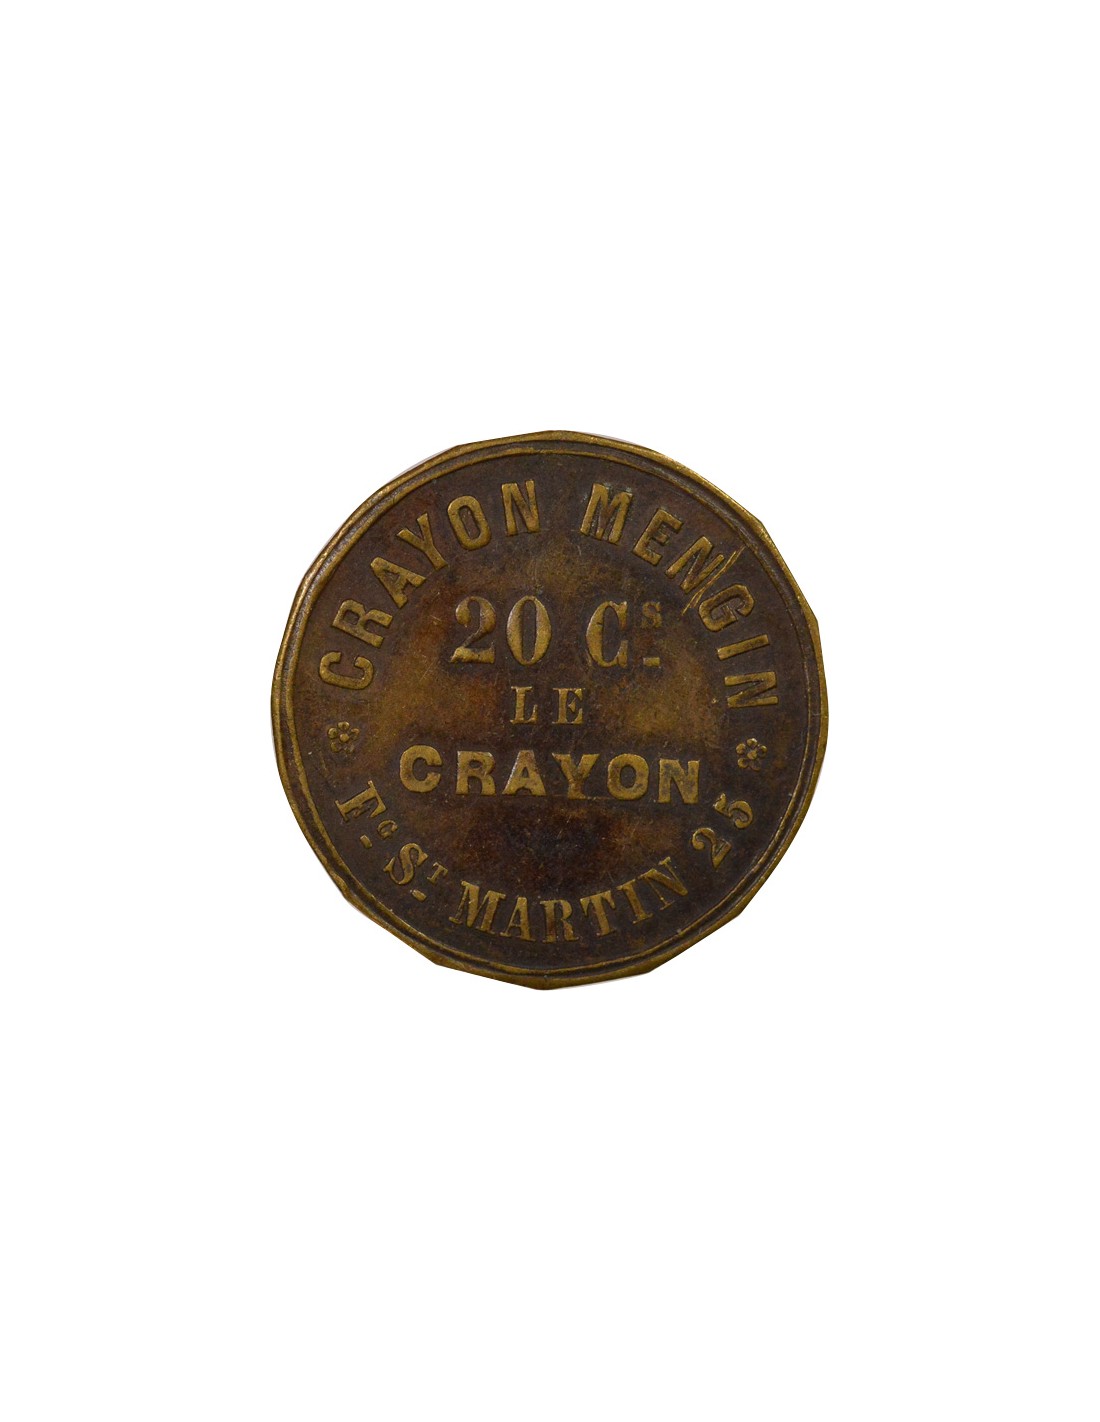 CRAYON MENGIN
20 Cs
LE
CRAYON
Fg St MARTIN 25